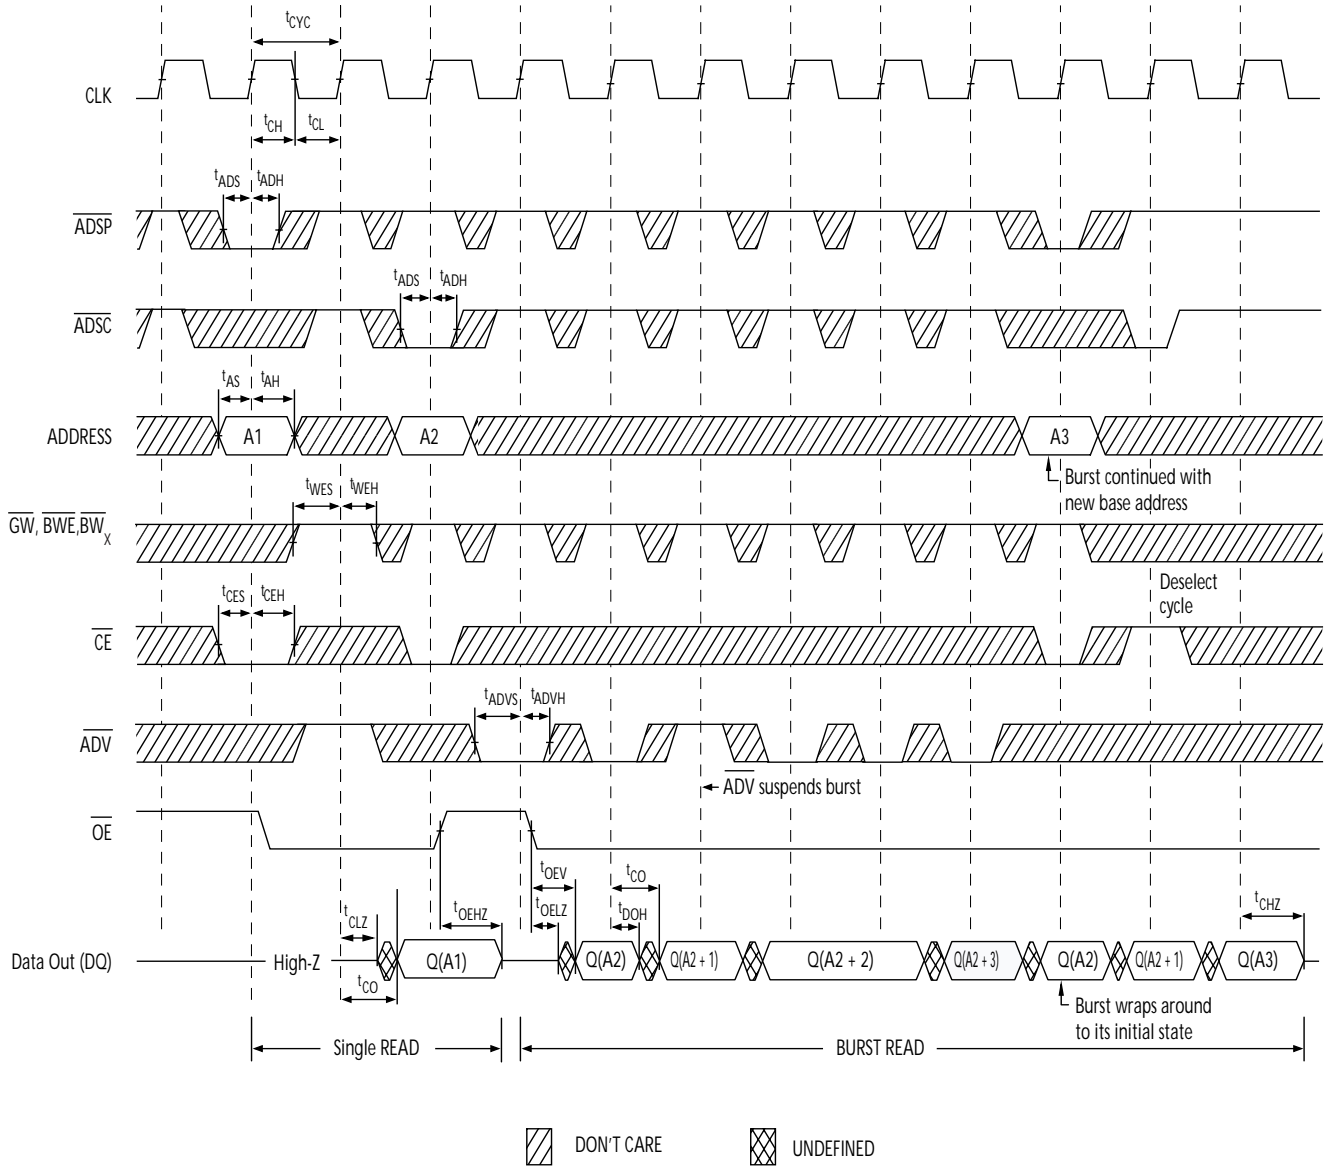 tCYC
CLK
tCH tCL
tADS tADH
ADSP
tADS tADH
ADSC
tAS tAH
ADDRESS A1 A2 A3
Burst continued with
new base address
tWES tWEH
GW, BWE,BWX
Deselect
cycle
tCES tCEH
CE
tADVS tADVH
ADV
ADV suspends burst
OE
tOEV tCO
tCLZ tOEHZ tOELZ tDOH tCHZ
Data Out (DQ) High-Z Q(A1) Q(A2) Q(A2 + 1) Q(A2 + 2) Q(A2 + 3) Q(A2) Q(A2 + 1) Q(A3)
tCO
Burst wraps around
to its initial state
Single READ BURST READ
DON'T CARE UNDEFINED